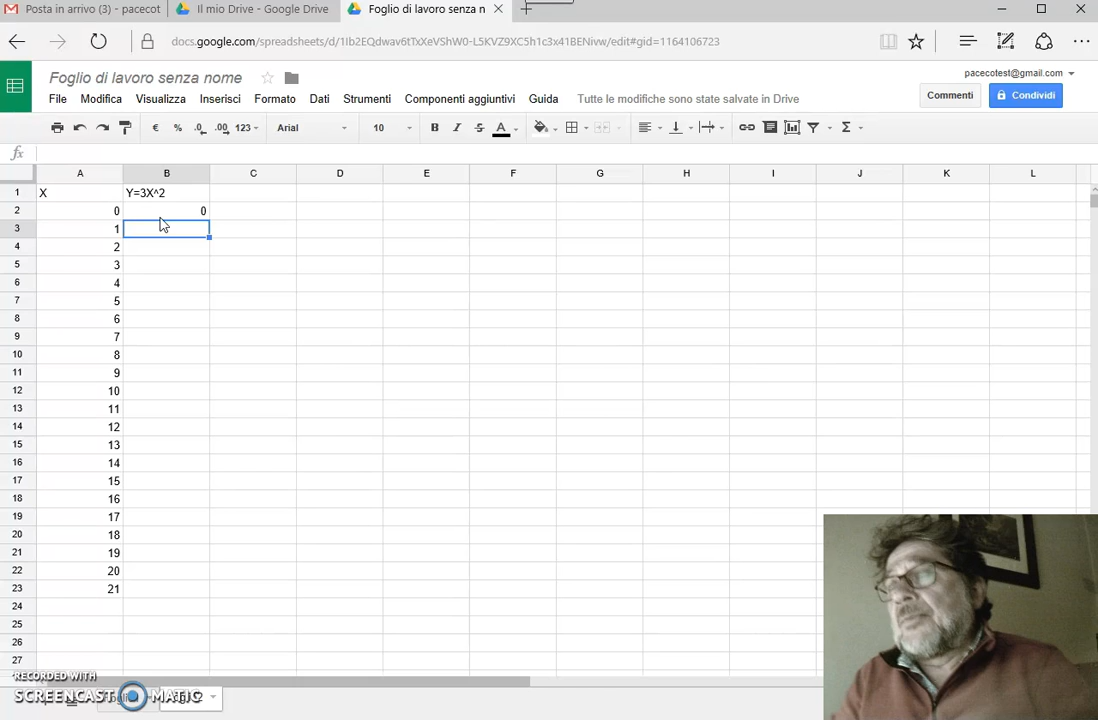 Posta in arrivo (3) - pacecot
Il mio Drive - Google Drive
Foglio di lavoro senza n
docs.google.com/spreadsheets/d/1Ib2EQdwav6tTxXeVShW0-L5KVZ9XC5h1c3x41BENivw/edit#gid=1164106723
Foglio di lavoro senza nome
pacecotest@gmail.com
File Modifica Visualizza Inserisci Formato Dati Strumenti Componenti aggiuntivi Guida Tutte le modifiche sono state salvate in Drive
Commenti Condividi
€ % .0 .00 123 Arial 10 B I S A Σ
fx
A B C D E F G H I J K L
1 X Y=3X^2
2 0 0
3 1
4 2
5 3
6 4
7 5
8 6
9 7
10 8
11 9
12 10
13 11
14 12
15 13
16 14
17 15
18 16
19 17
20 18
21 19
22 20
23 21
24
25
26
27
RECORDED WITH
SCREENCAST MATIC